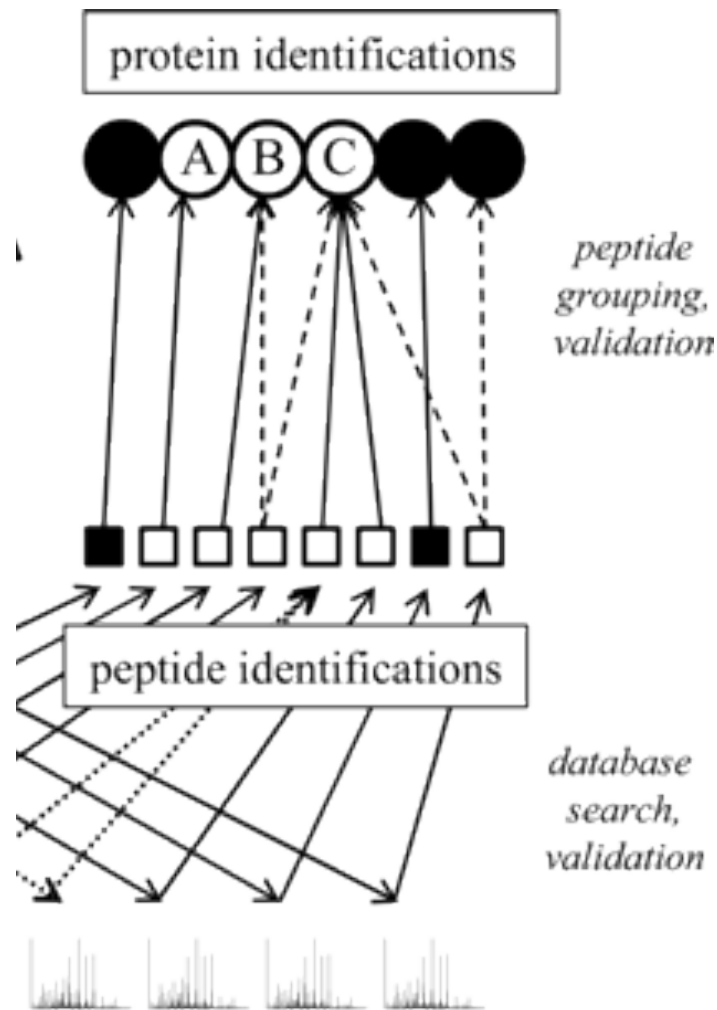 protein identifications
A B C
peptide
grouping,
validation
peptide identifications
database
search,
validation